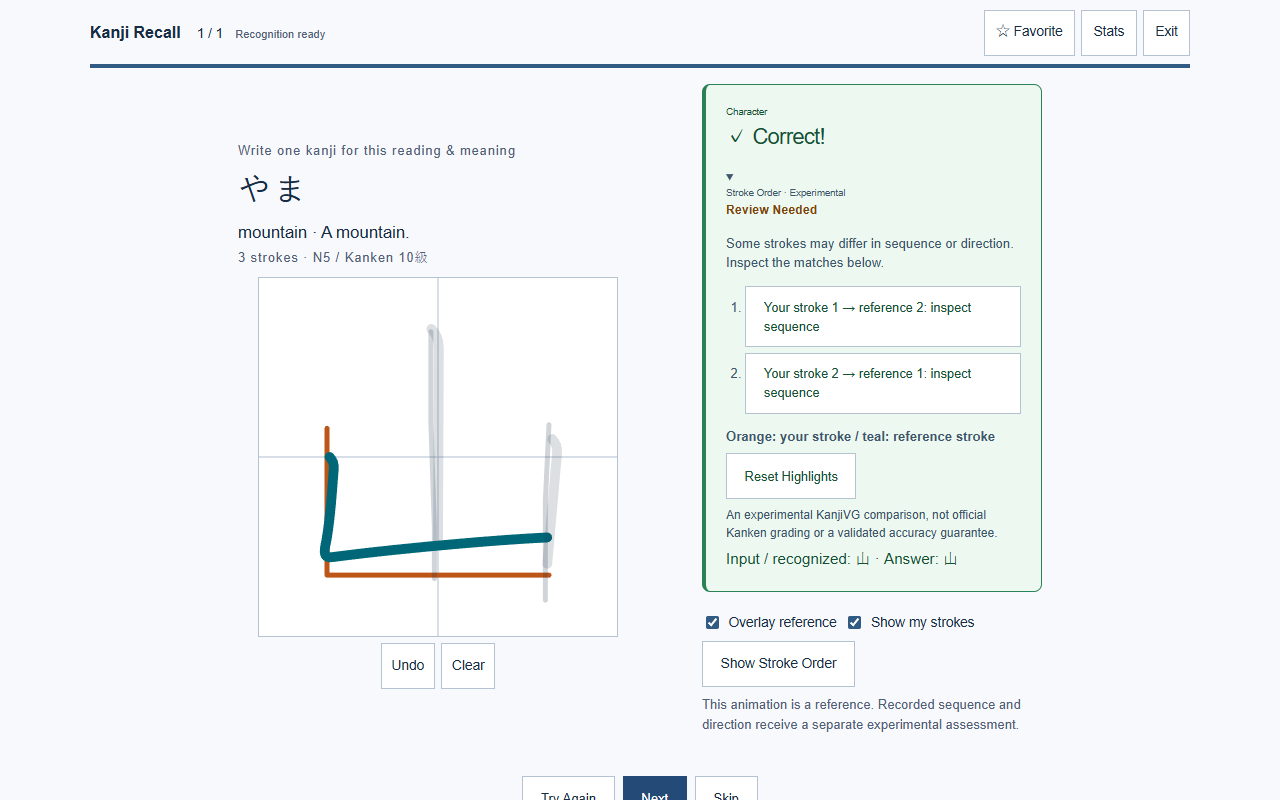 Kanji Recall 1 / 1 Recognition ready
☆ Favorite Stats Exit
Write one kanji for this reading & meaning
やま
mountain · A mountain.
3 strokes · N5 / Kanken 10級
Undo Clear
Character
✓ Correct!
▼
Stroke Order · Experimental
Review Needed
Some strokes may differ in sequence or direction.
Inspect the matches below.
1. Your stroke 1 → reference 2: inspect
sequence
2. Your stroke 2 → reference 1: inspect
sequence
Orange: your stroke / teal: reference stroke
Reset Highlights
An experimental KanjiVG comparison, not official
Kanken grading or a validated accuracy guarantee.
Input / recognized: 山 · Answer: 山
Overlay reference Show my strokes
Show Stroke Order
This animation is a reference. Recorded sequence and
direction receive a separate experimental assessment.
Try Again Next Skip